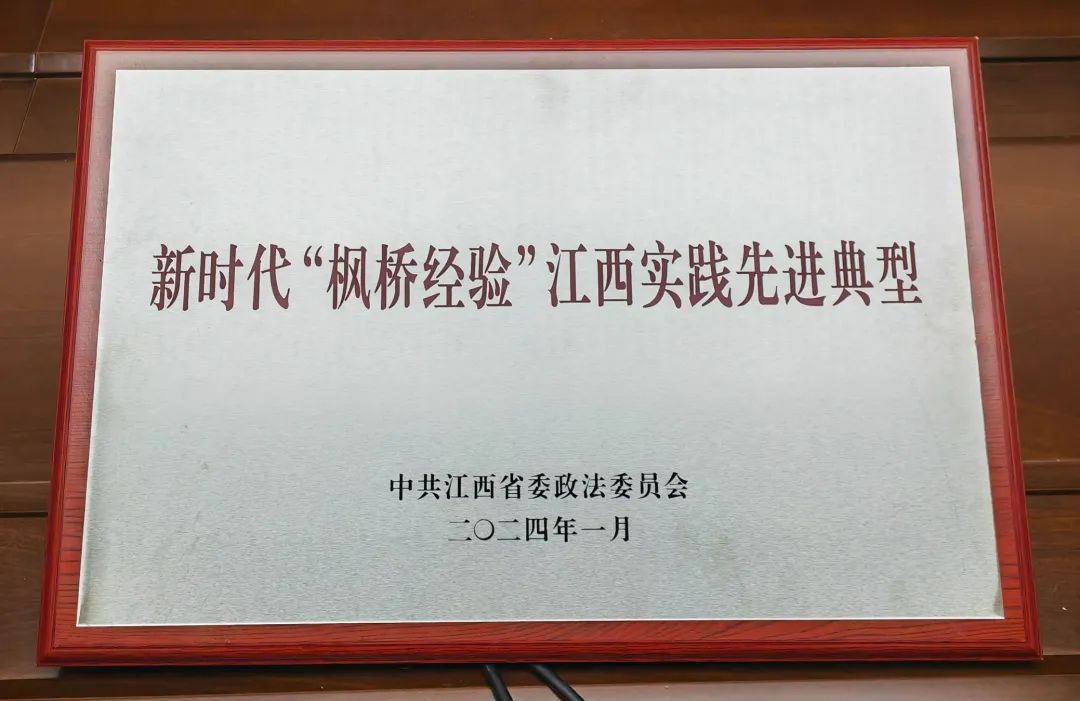 新时代“枫桥经验”江西实践先进典型
中共江西省委政法委员会
二〇二四年一月